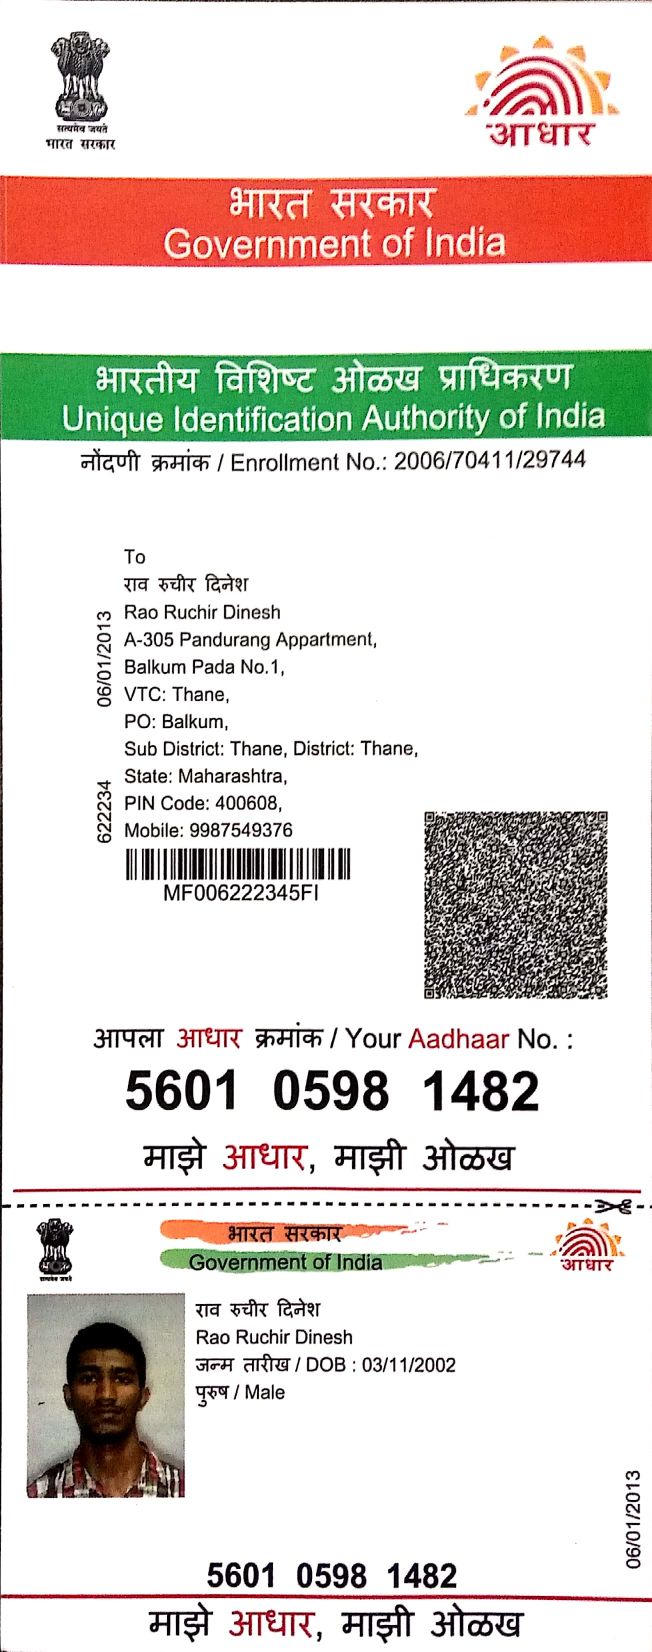 सत्यमेव जयते
भारत सरकार
आधार
भारत सरकार
Government of India
भारतीय विशिष्ट ओळख प्राधिकरण
Unique Identification Authority of India
नोंदणी क्रमांक / Enrollment No.: 2006/70411/29744
To
राव रुचीर दिनेश
Rao Ruchir Dinesh
A-305 Pandurang Appartment,
Balkum Pada No.1,
VTC: Thane,
PO: Balkum,
Sub District: Thane, District: Thane,
State: Maharashtra,
PIN Code: 400608,
Mobile: 9987549376
06/01/2013
622234
MF006222345FI
आपला आधार क्रमांक / Your Aadhaar No. :
5601 0598 1482
माझे आधार, माझी ओळख
सत्यमेव जयते
भारत सरकार
Government of India
आधार
राव रुचीर दिनेश
Rao Ruchir Dinesh
जन्म तारीख / DOB : 03/11/2002
पुरुष / Male
06/01/2013
5601 0598 1482
माझे आधार, माझी ओळख